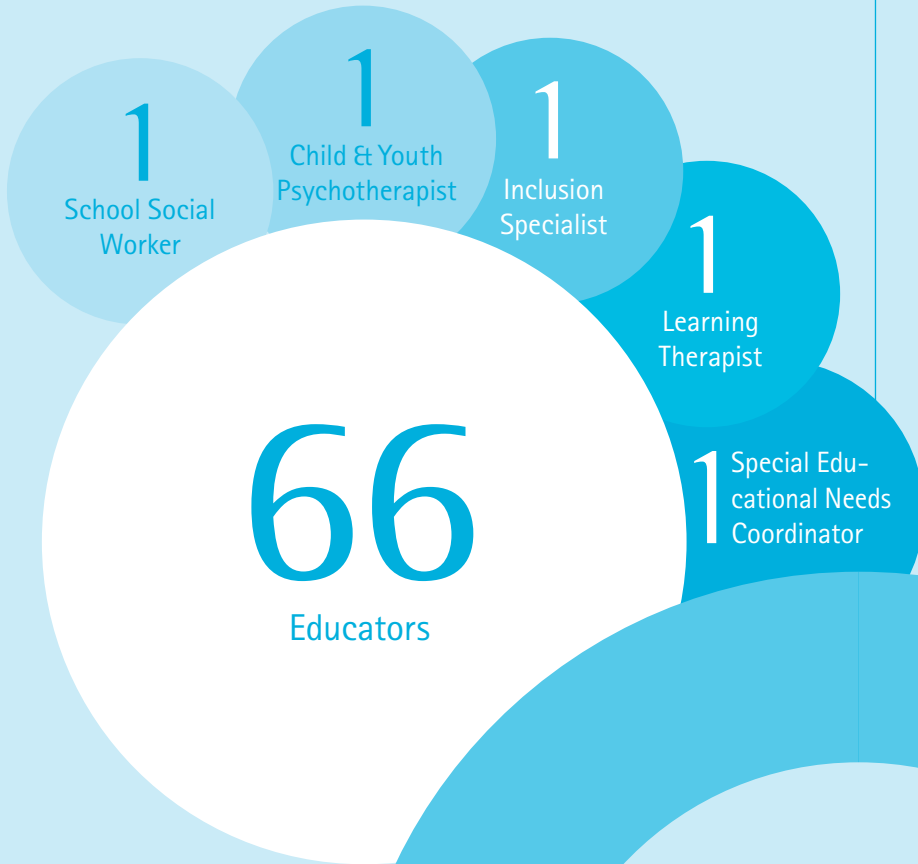 1
School Social
Worker
1
Child & Youth
Psychotherapist
1
Inclusion
Specialist
1
Learning
Therapist
1
Special Edu-
cational Needs
Coordinator
66
Educators